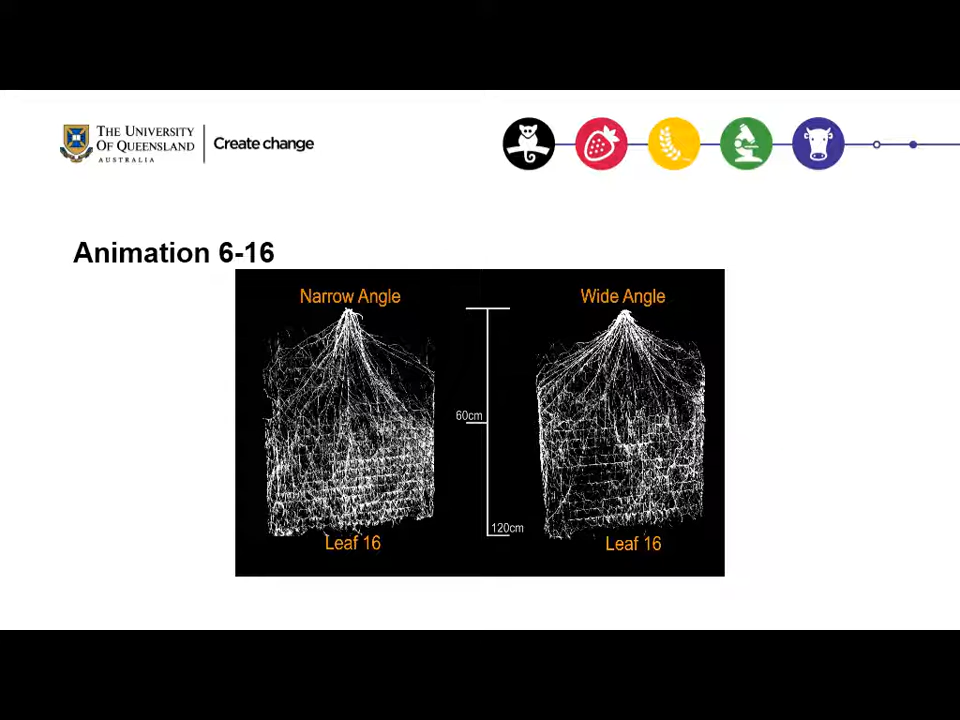 THE UNIVERSITY
OF QUEENSLAND
AUSTRALIA
Create change
Animation 6-16
Narrow Angle
Wide Angle
60cm
120cm
Leaf 16
Leaf 16